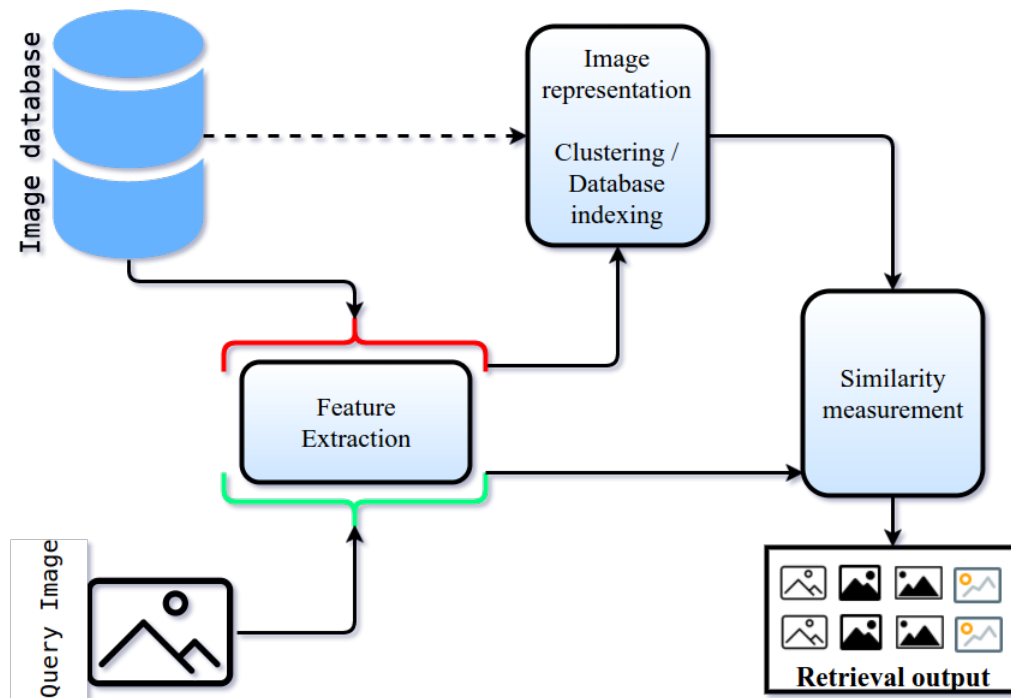 Image database
Image
representation
Clustering /
Database
indexing
Feature
Extraction
Similarity
measurement
Query Image
Retrieval output